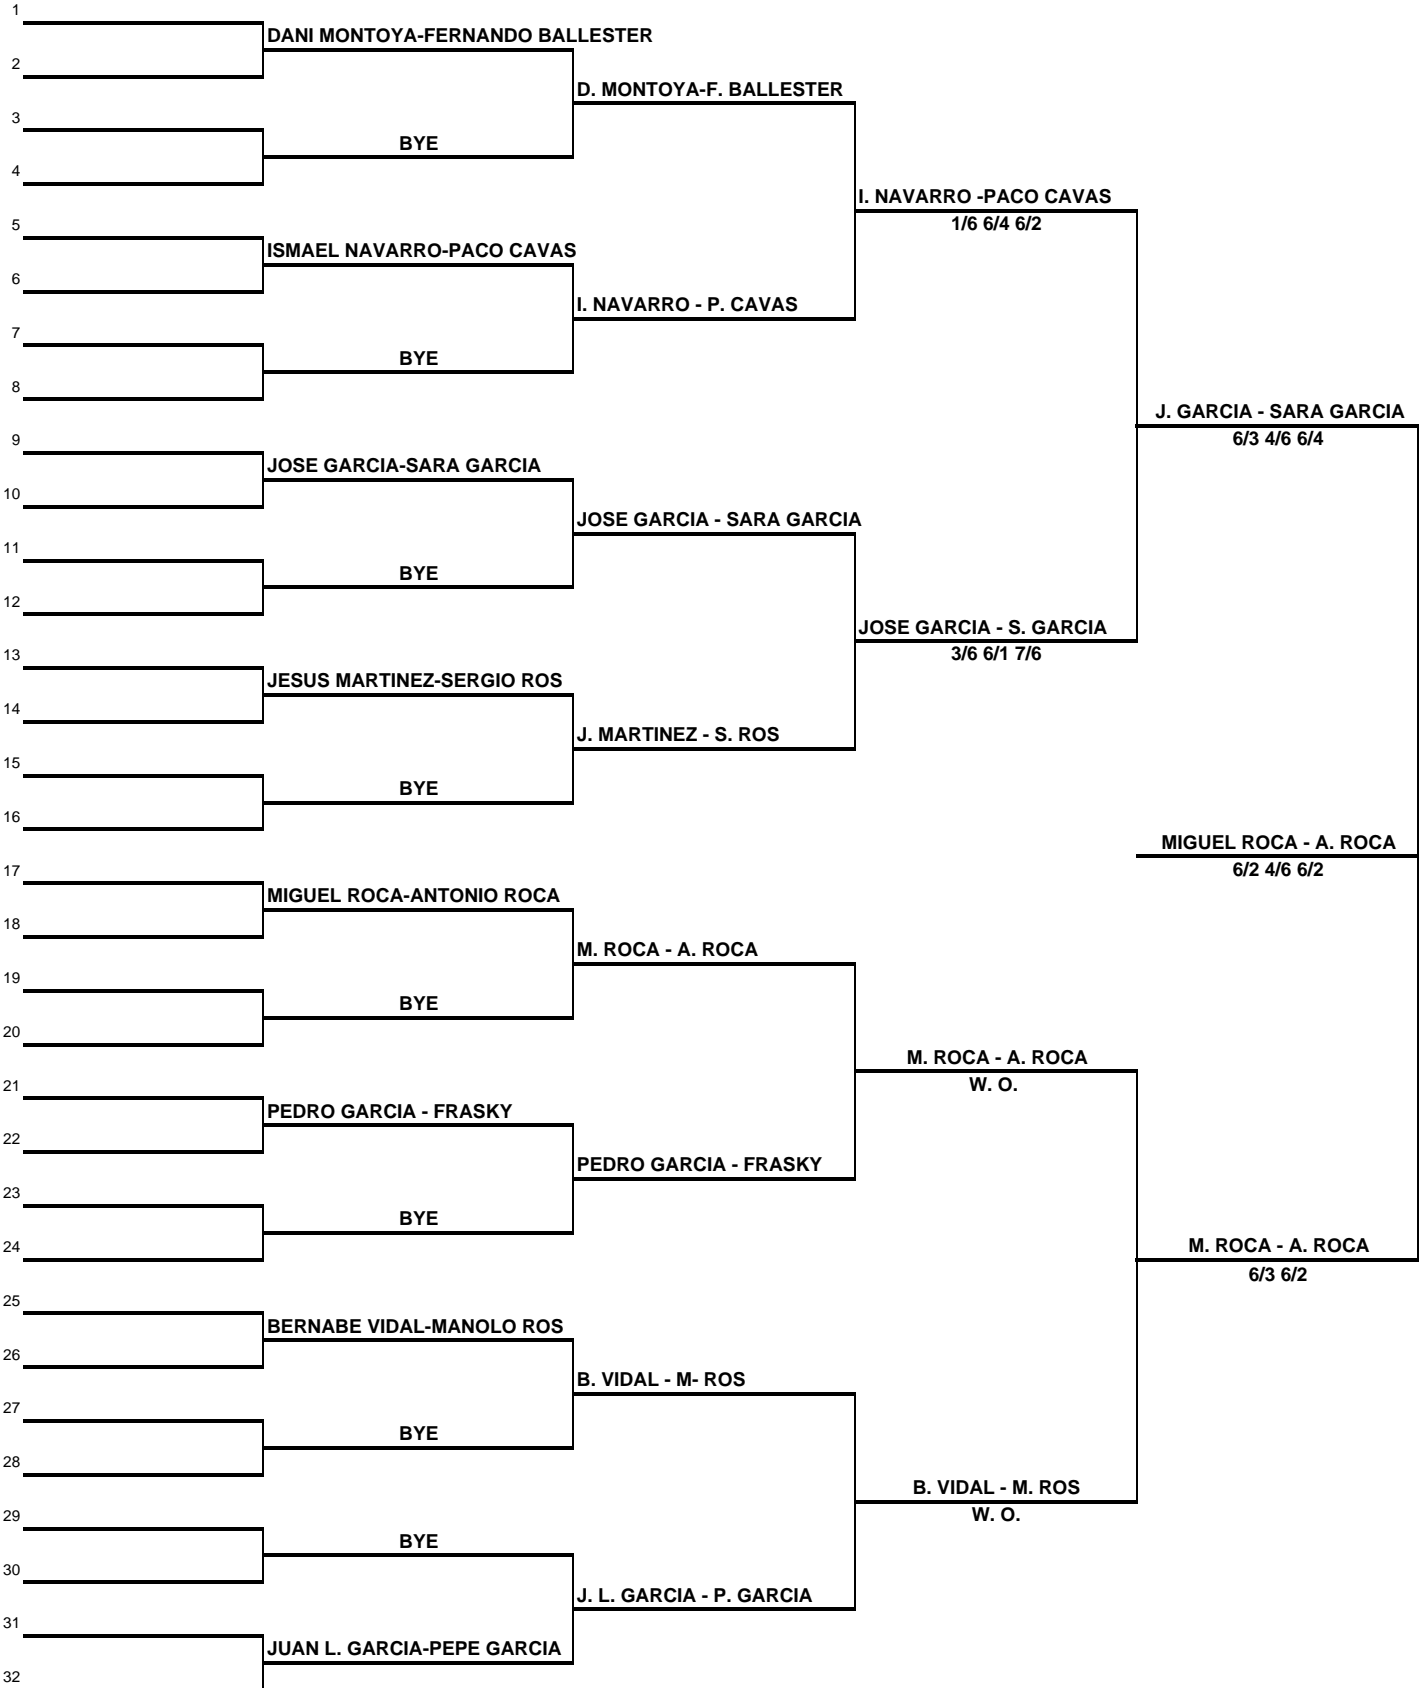 1
DANI MONTOYA-FERNANDO BALLESTER
2
D. MONTOYA-F. BALLESTER
3
BYE
4
I. NAVARRO -PACO CAVAS
5
1/6 6/4 6/2
ISMAEL NAVARRO-PACO CAVAS
6
I. NAVARRO - P. CAVAS
7
BYE
8
J. GARCIA - SARA GARCIA
9
6/3 4/6 6/4
JOSE GARCIA-SARA GARCIA
10
JOSE GARCIA - SARA GARCIA
11
BYE
12
JOSE GARCIA - S. GARCIA
13
3/6 6/1 7/6
JESUS MARTINEZ-SERGIO ROS
14
J. MARTINEZ - S. ROS
15
BYE
16
MIGUEL ROCA - A. ROCA
17
6/2 4/6 6/2
MIGUEL ROCA-ANTONIO ROCA
18
M. ROCA - A. ROCA
19
BYE
20
M. ROCA - A. ROCA
21
W. O.
PEDRO GARCIA - FRASKY
22
PEDRO GARCIA - FRASKY
23
BYE
24
M. ROCA - A. ROCA
6/3 6/2
25
BERNABE VIDAL-MANOLO ROS
26
B. VIDAL - M- ROS
27
BYE
28
B. VIDAL - M. ROS
29
W. O.
BYE
30
J. L. GARCIA - P. GARCIA
31
JUAN L. GARCIA-PEPE GARCIA
32